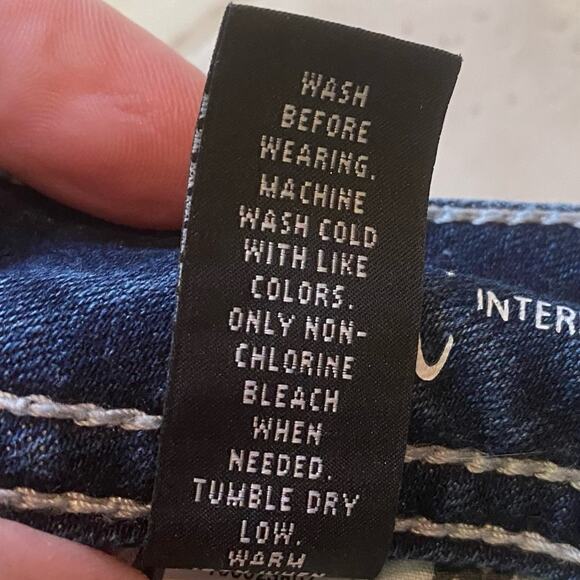 WASH
BEFORE
WEARING.
MACHINE
WASH COLD
WITH LIKE
COLORS.
ONLY NON-
CHLORINE
BLEACH
WHEN
NEEDED.
TUMBLE DRY
LOW.
WARM
INTER